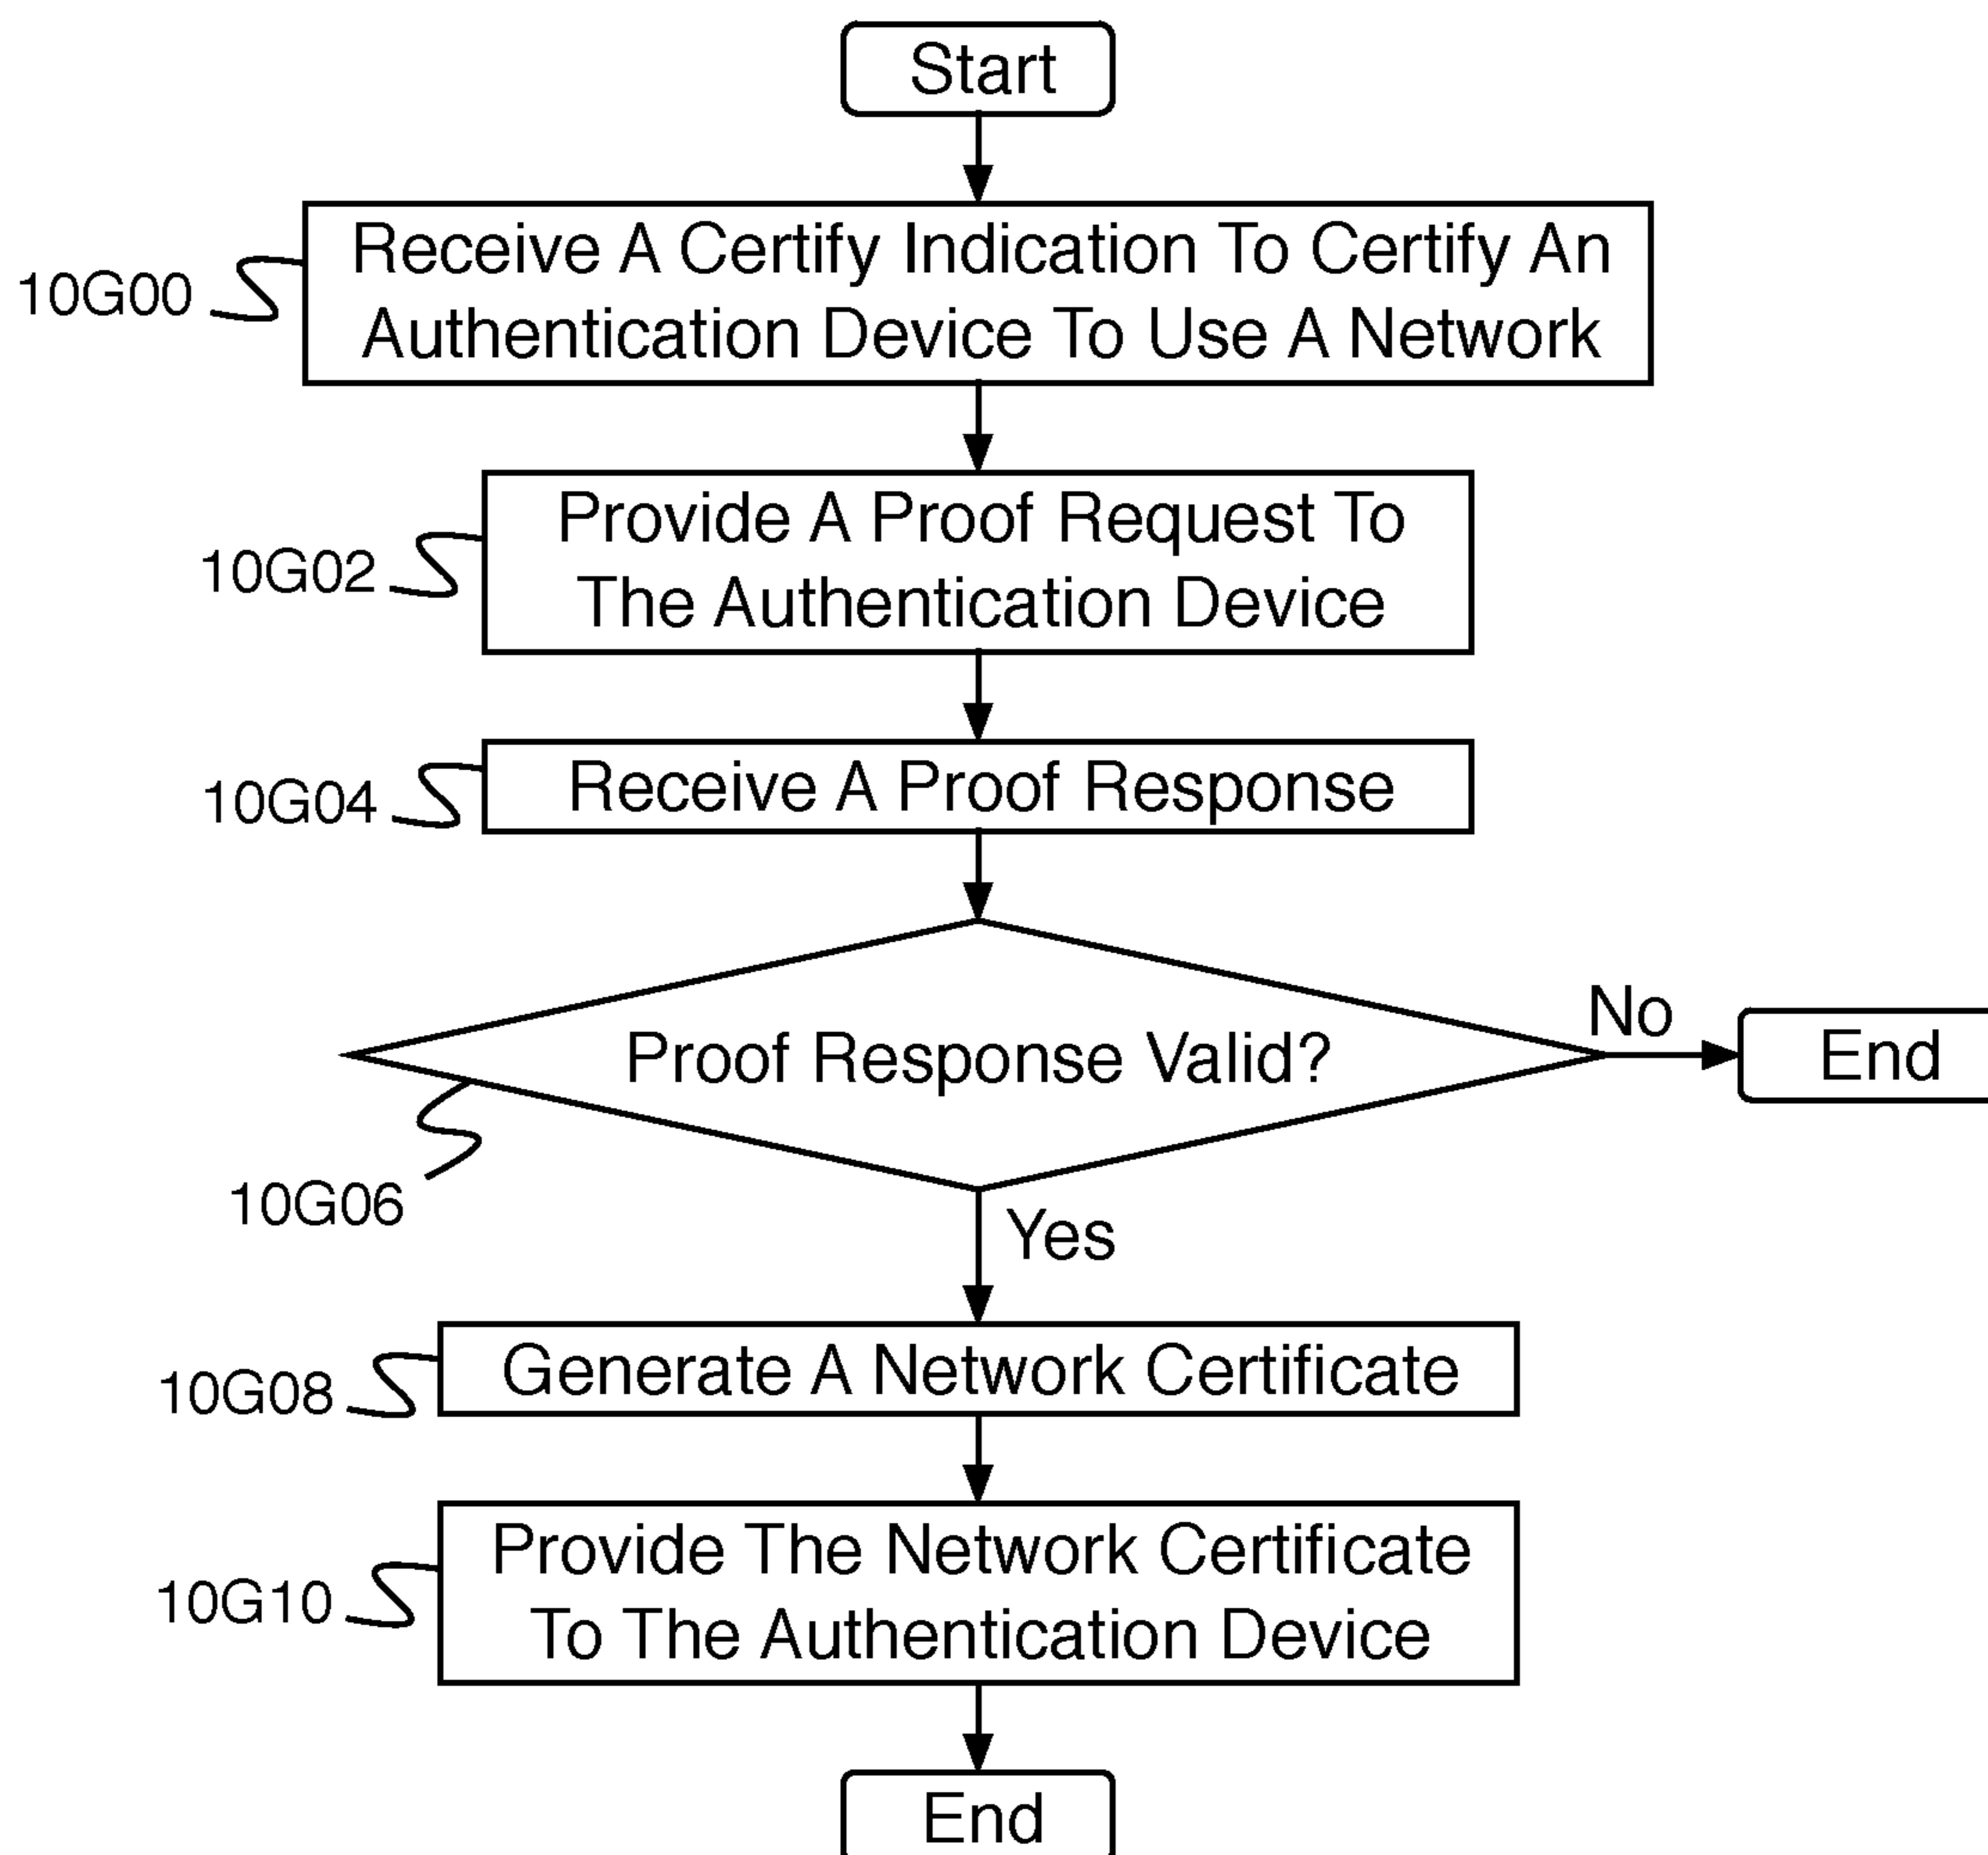 Start
10G00
Receive A Certify Indication To Certify An
Authentication Device To Use A Network
10G02
Provide A Proof Request To
The Authentication Device
10G04
Receive A Proof Response
Proof Response Valid?
No
End
10G06
Yes
10G08
Generate A Network Certificate
10G10
Provide The Network Certificate
To The Authentication Device
End